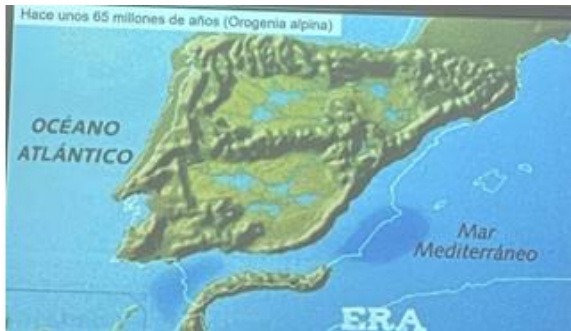 Hace unos 65 millones de años (Orogenia alpina)
OCÉANO
ATLÁNTICO
Mar
Mediterráneo
ERA